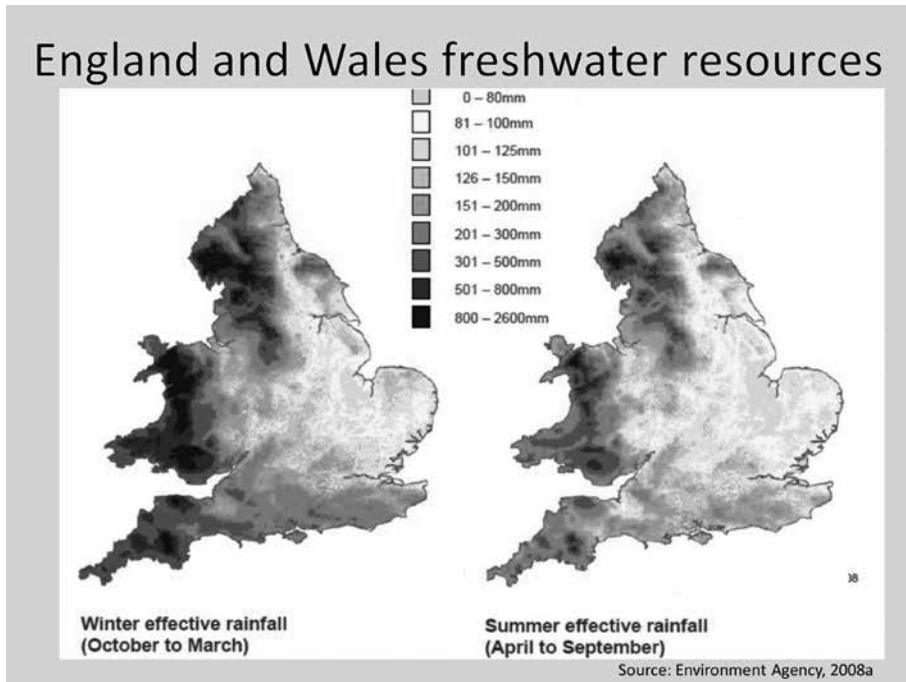 England and Wales freshwater resources
0 – 80mm
81 – 100mm
101 – 125mm
126 – 150mm
151 – 200mm
201 – 300mm
301 – 500mm
501 – 800mm
800 – 2600mm
Winter effective rainfall
(October to March)
Summer effective rainfall
(April to September)
Source: Environment Agency, 2008a